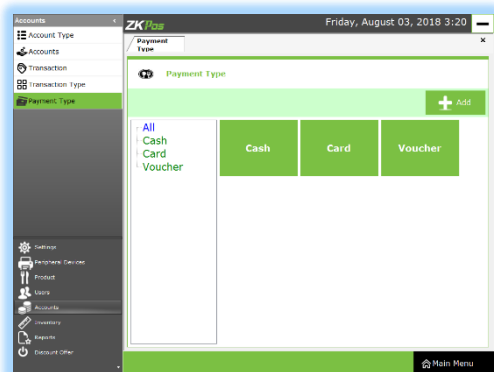 Accounts
Account Type
Accounts
Transaction
Transaction Type
Payment Type
Settings
Peripheral Devices
Product
Users
Accounts
Inventory
Reports
Discount Offer
ZKPos
Friday, August 03, 2018 3:20
Payment
Type
×
Payment Type
Add
All
Cash
Card
Voucher
Cash
Card
Voucher
Main Menu